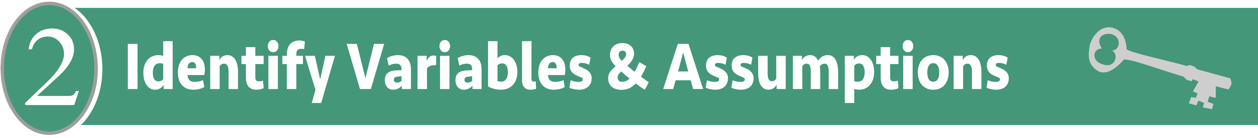 2 Identify Variables & Assumptions